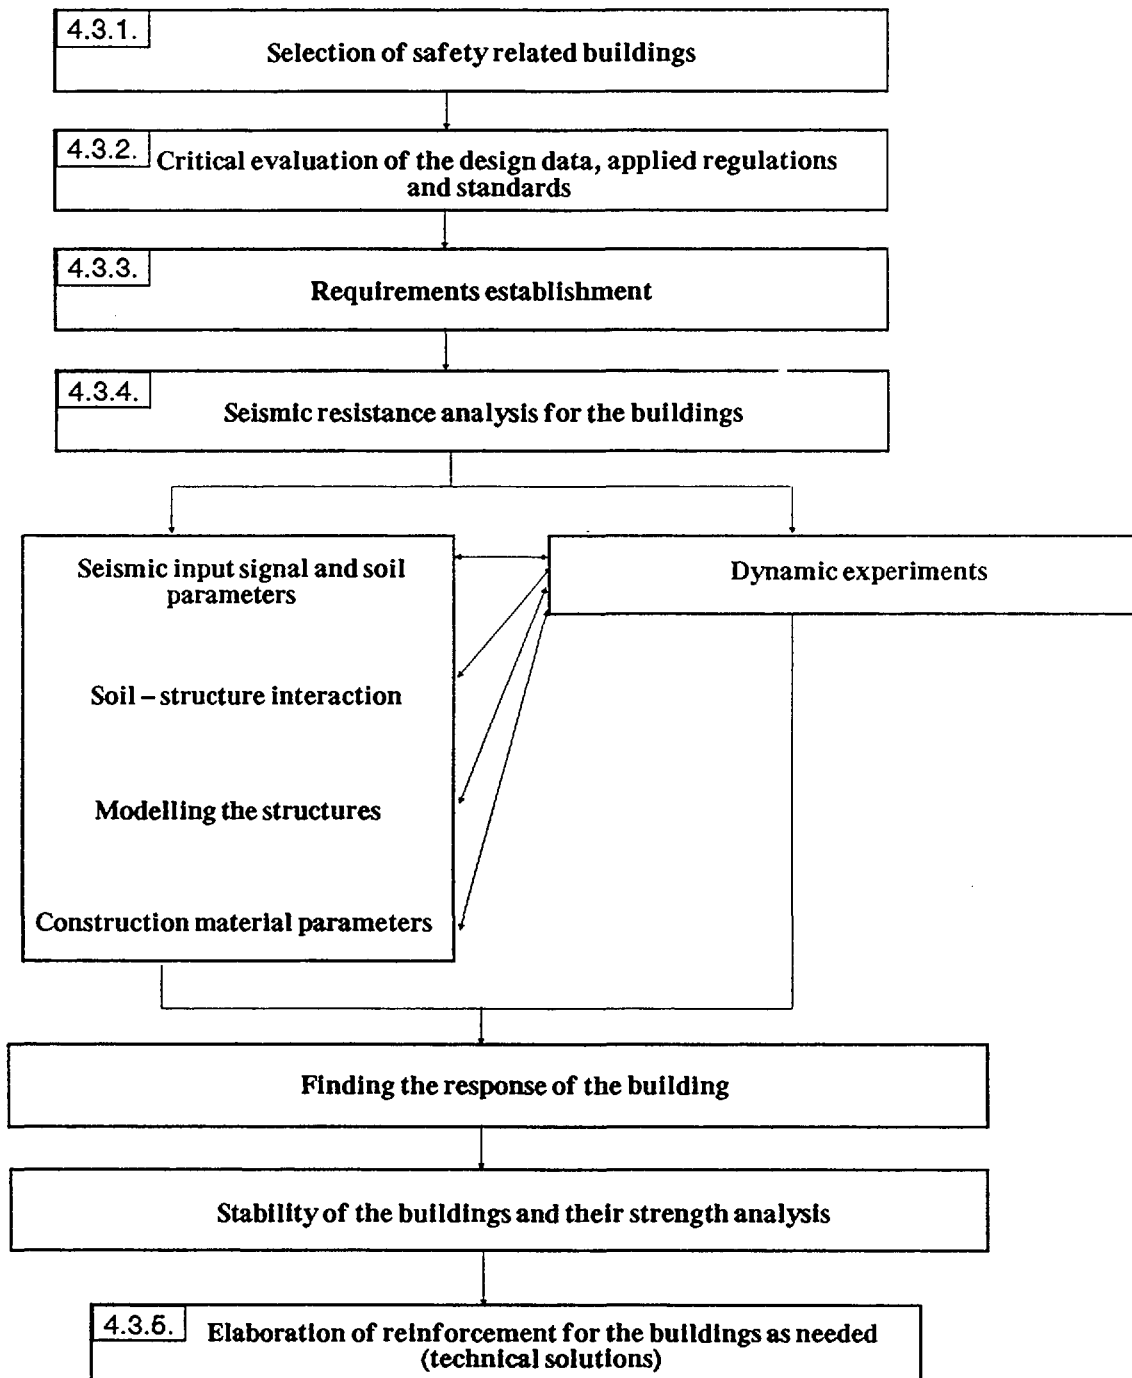 4.3.1.
Selection of safety related buildings
4.3.2.
Critical evaluation of the design data, applied regulations
and standards
4.3.3.
Requirements establishment
4.3.4.
Seismic resistance analysis for the buildings
Seismic input signal and soil
parameters
Dynamic experiments
Soil – structure interaction
Modelling the structures
Construction material parameters
Finding the response of the building
Stability of the buildings and their strength analysis
4.3.5.
Elaboration of reinforcement for the buildings as needed
(technical solutions)